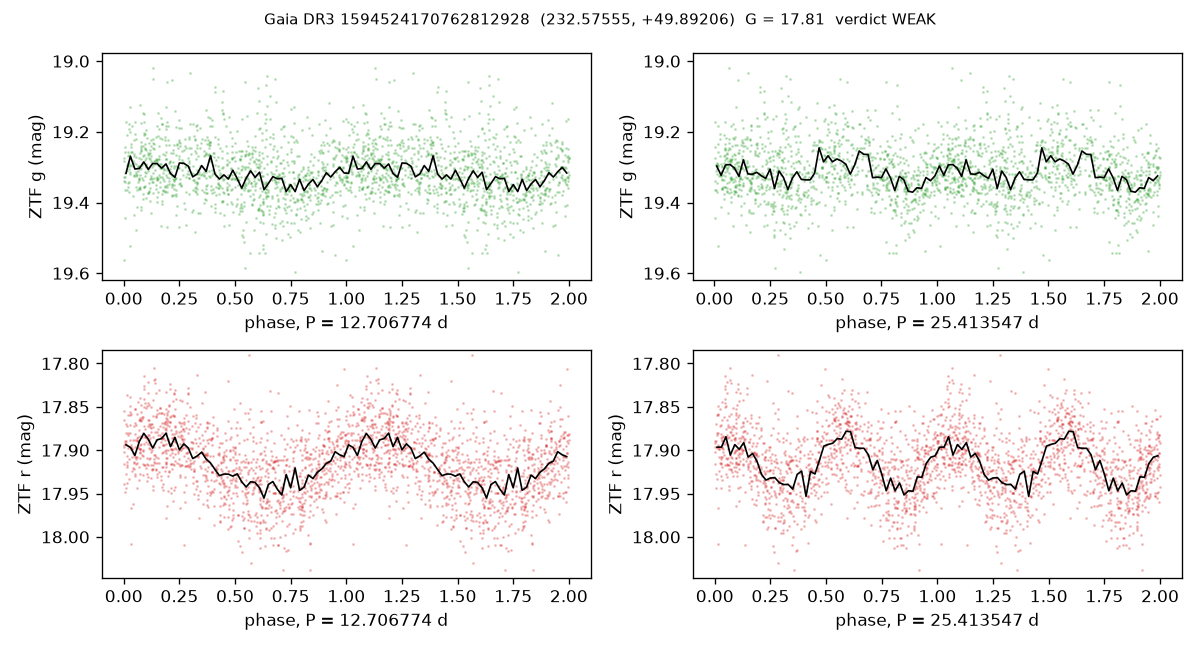 Gaia DR3 1594524170762812928  (232.57555, +49.89206)  G = 17.81  verdict WEAK
ZTF g (mag)
19.0
19.2
19.4
19.6
0.00 0.25 0.50 0.75 1.00 1.25 1.50 1.75 2.00
phase, P = 12.706774 d
ZTF g (mag)
19.0
19.2
19.4
19.6
0.00 0.25 0.50 0.75 1.00 1.25 1.50 1.75 2.00
phase, P = 25.413547 d
ZTF r (mag)
17.80
17.85
17.90
17.95
18.00
0.00 0.25 0.50 0.75 1.00 1.25 1.50 1.75 2.00
phase, P = 12.706774 d
ZTF r (mag)
17.80
17.85
17.90
17.95
18.00
0.00 0.25 0.50 0.75 1.00 1.25 1.50 1.75 2.00
phase, P = 25.413547 d